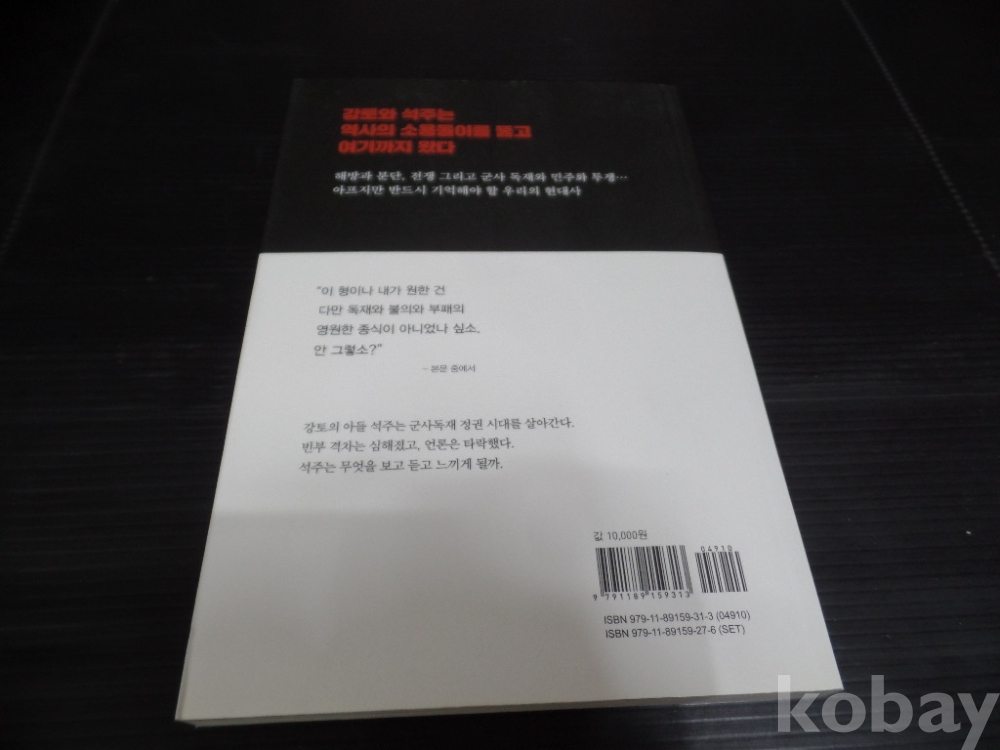 강토와 석주는
역사의 소용돌이를 뚫고
여기까지 왔다
해방과 분단, 전쟁 그리고 군사 독재와 민주화 투쟁…
아프지만 반드시 기억해야 할 우리의 현대사
"이 형이나 내가 원한 건
다만 독재와 불의와 부패의
영원한 종식이 아니었나 싶소.
안 그렇소?"
- 본문 중에서
강토의 아들 석주는 군사독재 정권 시대를 살아간다.
빈부 격차는 심해졌고, 언론은 타락했다.
석주는 무엇을 보고 듣고 느끼게 될까.
값 10,000원
04910
9 791189 159313
ISBN 979-11-89159-31-3 (04910)
ISBN 979-11-89159-27-6 (SET)
kobay